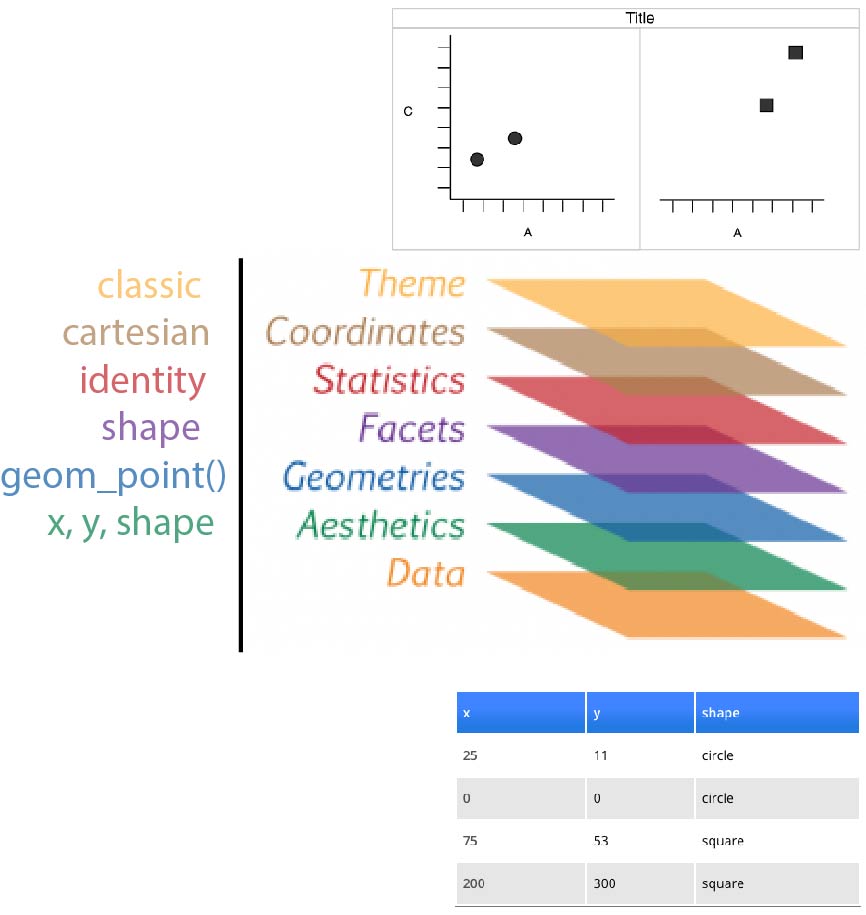 Title
C
A A
classic Theme
cartesian Coordinates
identity Statistics
shape Facets
geom_point() Geometries
x, y, shape Aesthetics
Data
x y shape
25 11 circle
0 0 circle
75 53 square
200 300 square